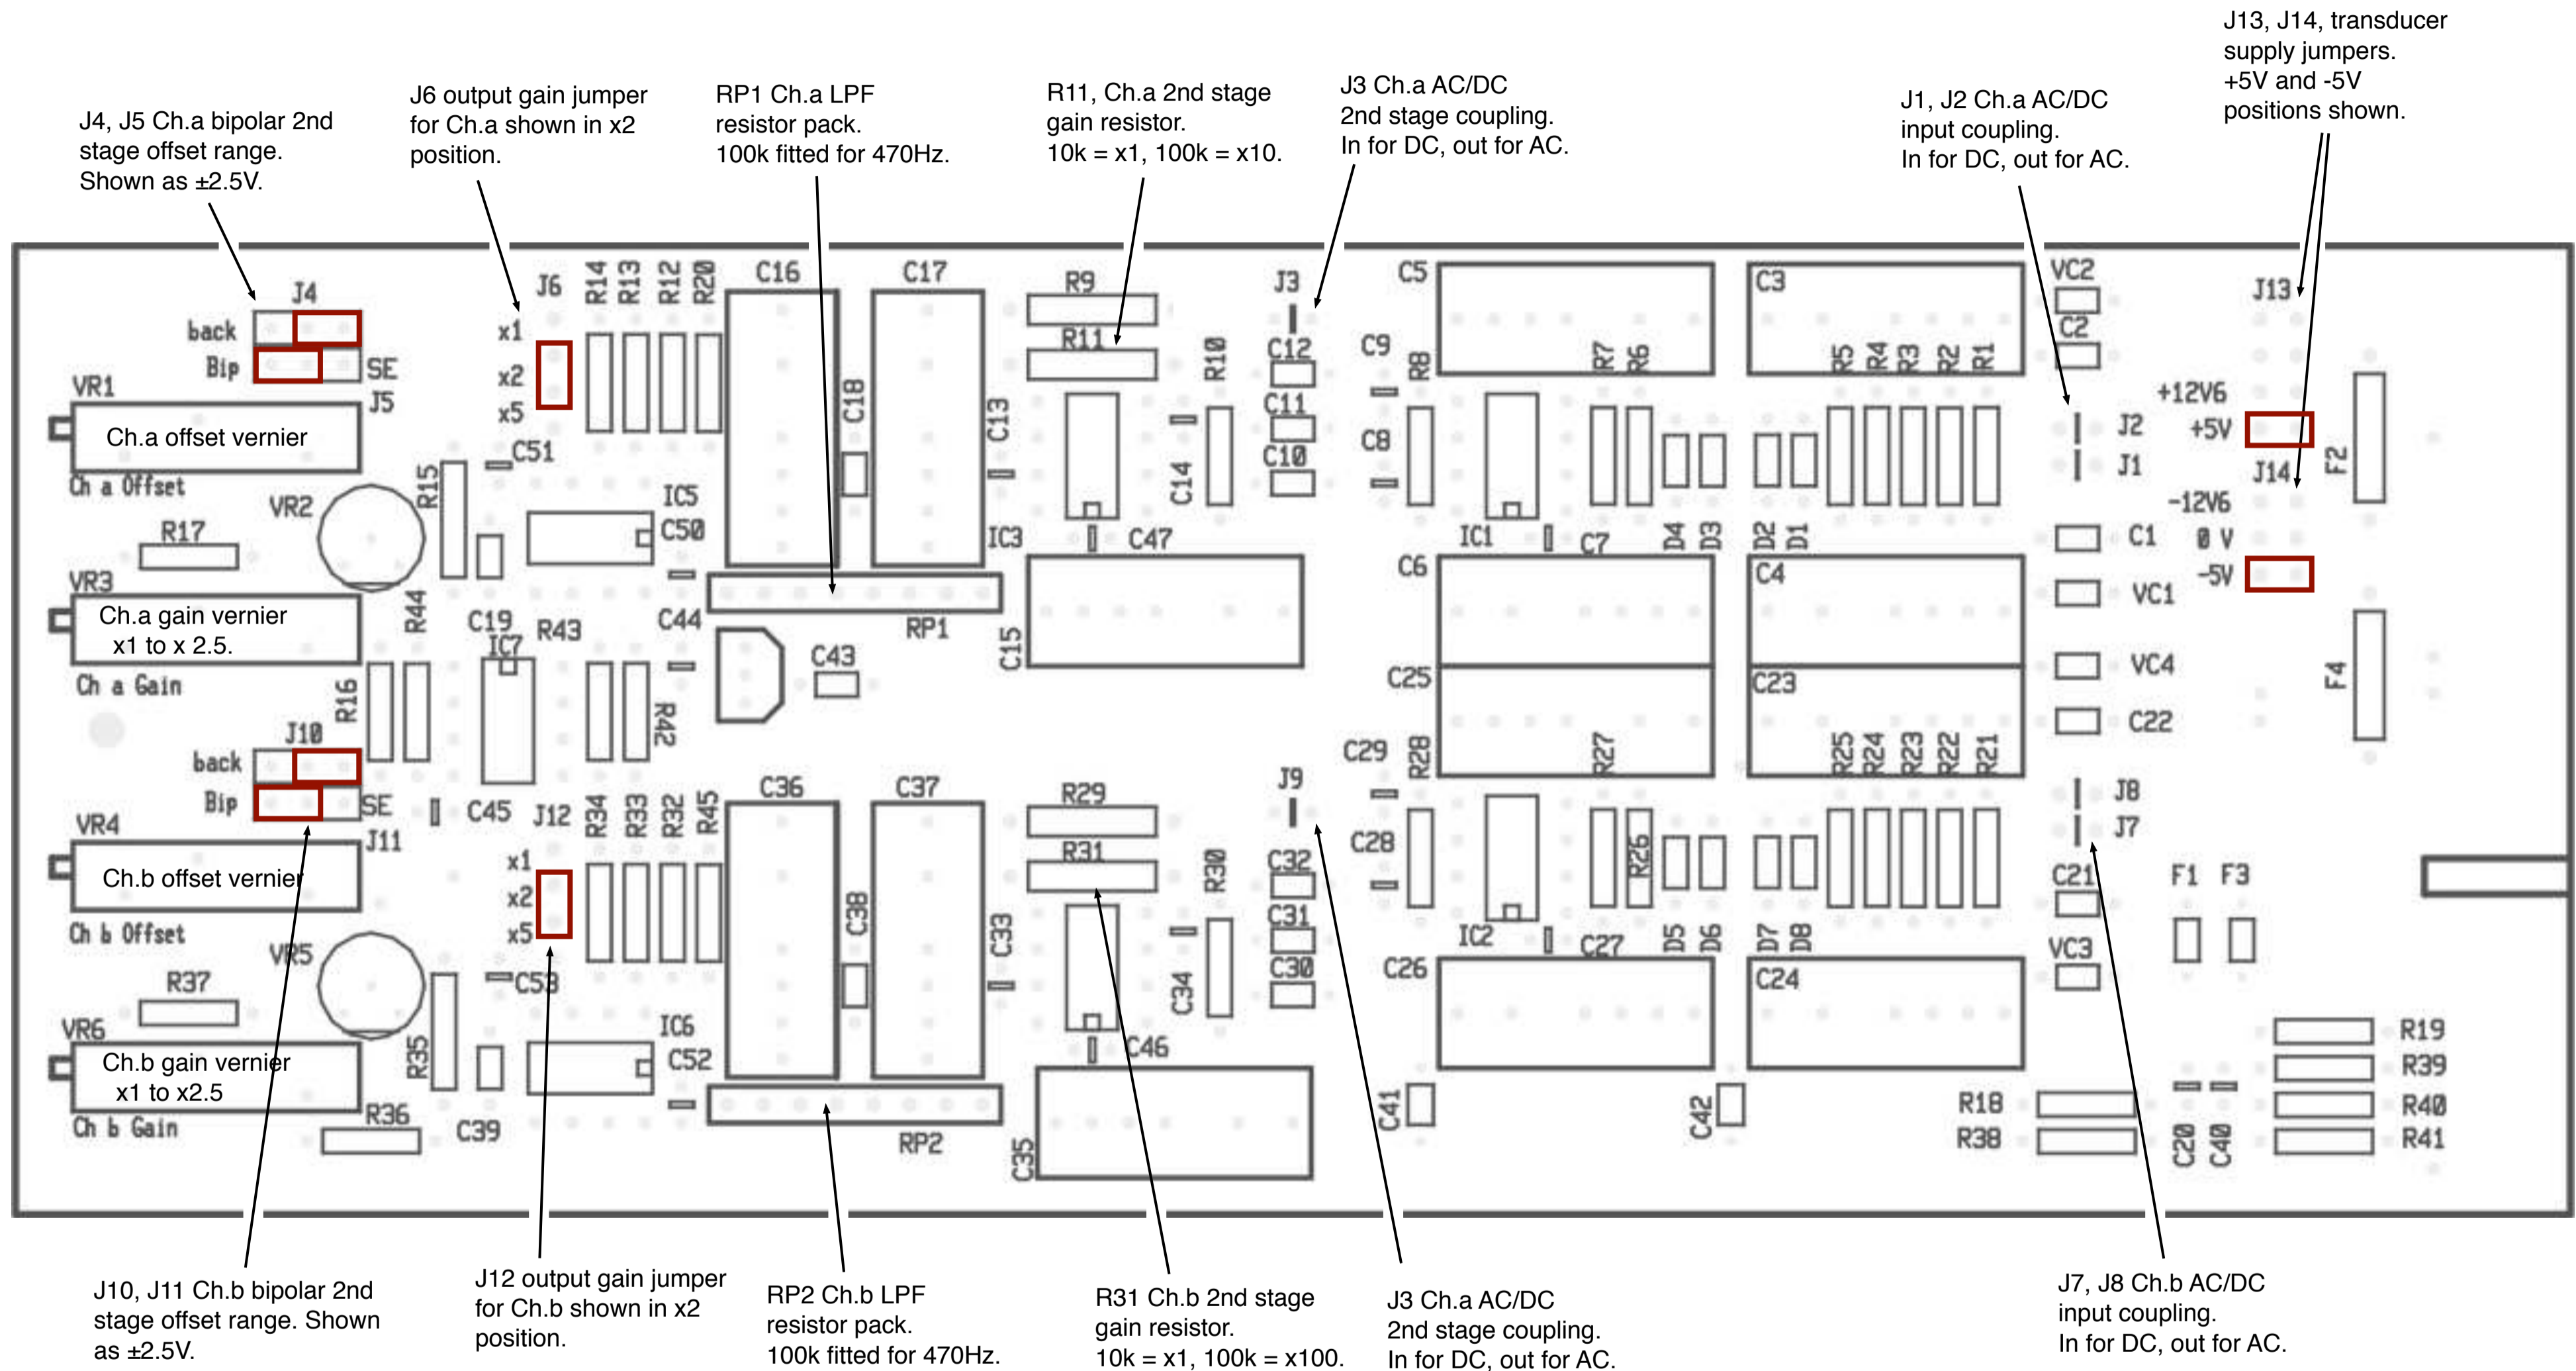 J13, J14, transducer
supply jumpers.
+5V and -5V
positions shown.
J4, J5 Ch.a bipolar 2nd
stage offset range.
Shown as ±2.5V.
J6 output gain jumper
for Ch.a shown in x2
position.
RP1 Ch.a LPF
resistor pack.
100k fitted for 470Hz.
R11, Ch.a 2nd stage
gain resistor.
10k = x1, 100k = x10.
J3 Ch.a AC/DC
2nd stage coupling.
In for DC, out for AC.
J1, J2 Ch.a AC/DC
input coupling.
In for DC, out for AC.
J4
back
Bip
SE
J5
VR1
Ch.a offset vernier
Ch a Offset
VR2
R17
VR3
Ch.a gain vernier
x1 to x 2.5.
Ch a Gain
J6
x1
x2
x5
R14
R13
R12
R20
C51
R15
IC5
C50
R44
C19
IC7
R43
C44
R16
R42
C16
C17
C18
C13
RP1
C43
R9
R11
R10
C14
IC3
C47
C15
J3
C12
C11
C10
C9
C8
R8
C5
R7
R6
IC1
C7
D4
D3
C3
R5
R4
R3
R2
R1
D2
D1
C6
C4
C25
C23
VC2
C2
J2
J1
C1
VC1
VC4
C22
J13
+12V6
+5V
J14
-12V6
0 V
-5V
F2
F4
J10
back
Bip
SE
J11
VR4
Ch.b offset vernier
Ch b Offset
VR5
R37
VR6
Ch.b gain vernier
x1 to x2.5
Ch b Gain
R36
R35
C39
C45
J12
x1
x2
x5
R34
R33
R32
R45
C53
IC6
C52
C36
C37
C38
C33
RP2
R29
R31
R30
C34
C46
C35
J9
C32
C31
C30
C29
C28
R28
R27
R26
IC2
C27
D5
D6
R25
R24
R23
R22
R21
D7
D8
C26
C24
C41
C42
J8
J7
C21
VC3
F1
F3
R18
R38
C20
C40
R19
R39
R40
R41
J10, J11 Ch.b bipolar 2nd
stage offset range. Shown
as ±2.5V.
J12 output gain jumper
for Ch.b shown in x2
position.
RP2 Ch.b LPF
resistor pack.
100k fitted for 470Hz.
R31 Ch.b 2nd stage
gain resistor.
10k = x1, 100k = x100.
J3 Ch.a AC/DC
2nd stage coupling.
In for DC, out for AC.
J7, J8 Ch.b AC/DC
input coupling.
In for DC, out for AC.